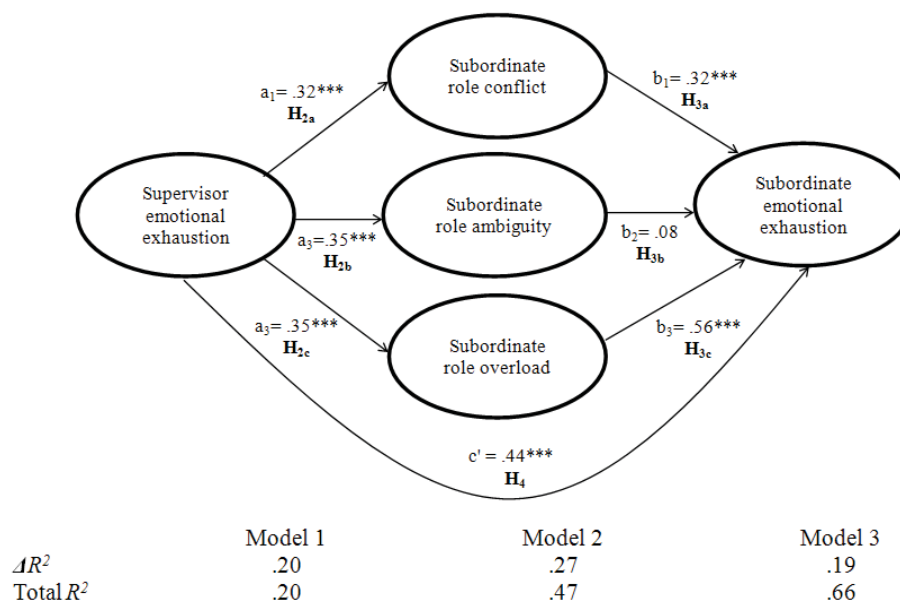 Subordinate
role conflict
a₁= .32***
H₂ₐ
b₁= .32***
H₃ₐ
Supervisor
emotional
exhaustion
Subordinate
role ambiguity
Subordinate
emotional
exhaustion
a₃=.35***
H₂b
b₂= .08
H₃b
a₃= .35***
H₂c
Subordinate
role overload
b₃= .56***
H₃c
c' = .44***
H₄
Model 1 Model 2 Model 3
ΔR² .20 .27 .19
Total R² .20 .47 .66